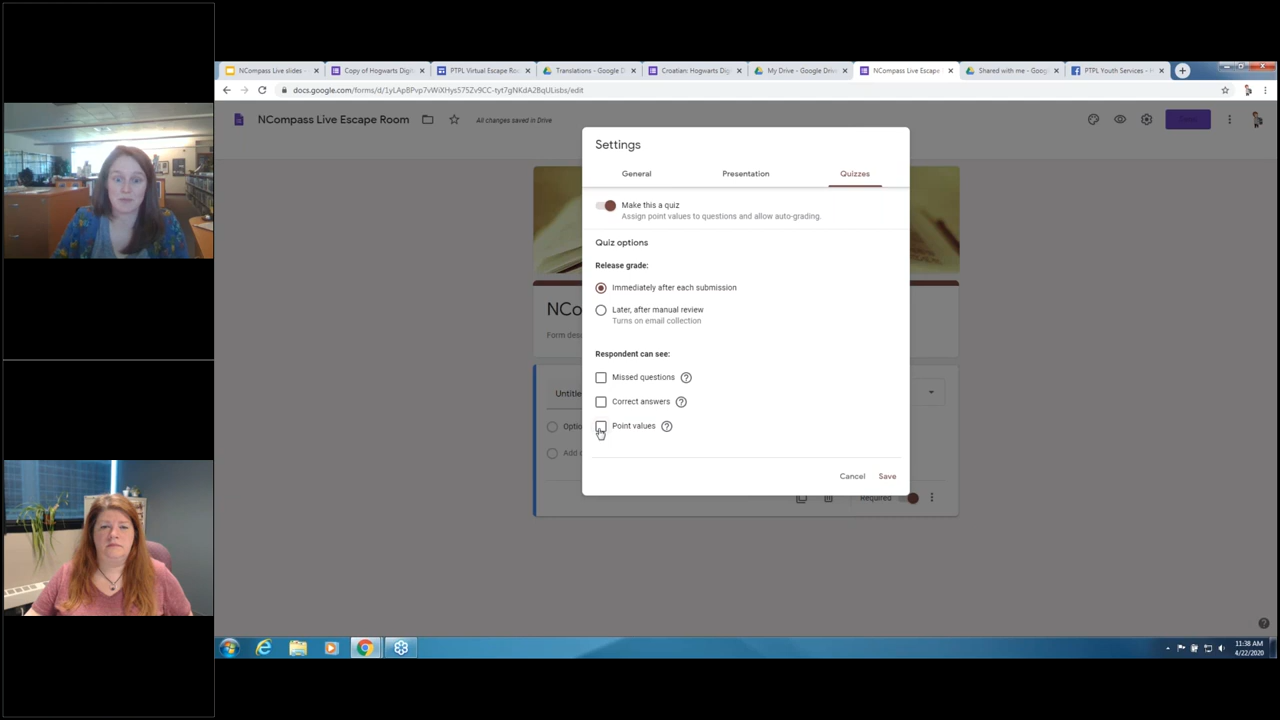 NCompass Live slides -
Copy of Hogwarts Digi
PTPL Virtual Escape Roo
Translations - Google D
Croatian: Hogwarts Digi
My Drive - Google Drive
NCompass Live Escape
Shared with me - Goog
PTPL Youth Services - H
docs.google.com/forms/d/1yLApBPvp7vWiXHys575Zv9CC-tyt7gNKdA2BqULisbs/edit
NCompass Live Escape Room
All changes saved in Drive
Settings
General
Presentation
Quizzes
Make this a quiz
Assign point values to questions and allow auto-grading.
Quiz options
Release grade:
Immediately after each submission
Later, after manual review
Turns on email collection
Respondent can see:
Missed questions
Correct answers
Point values
Cancel
Save
NCo
Form des
Untitle
Optio
Add
Required
11:38 AM
4/22/2020